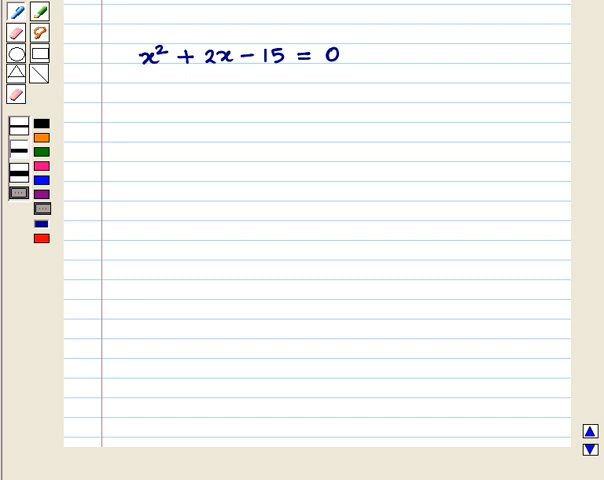 x² + 2x - 15 = 0